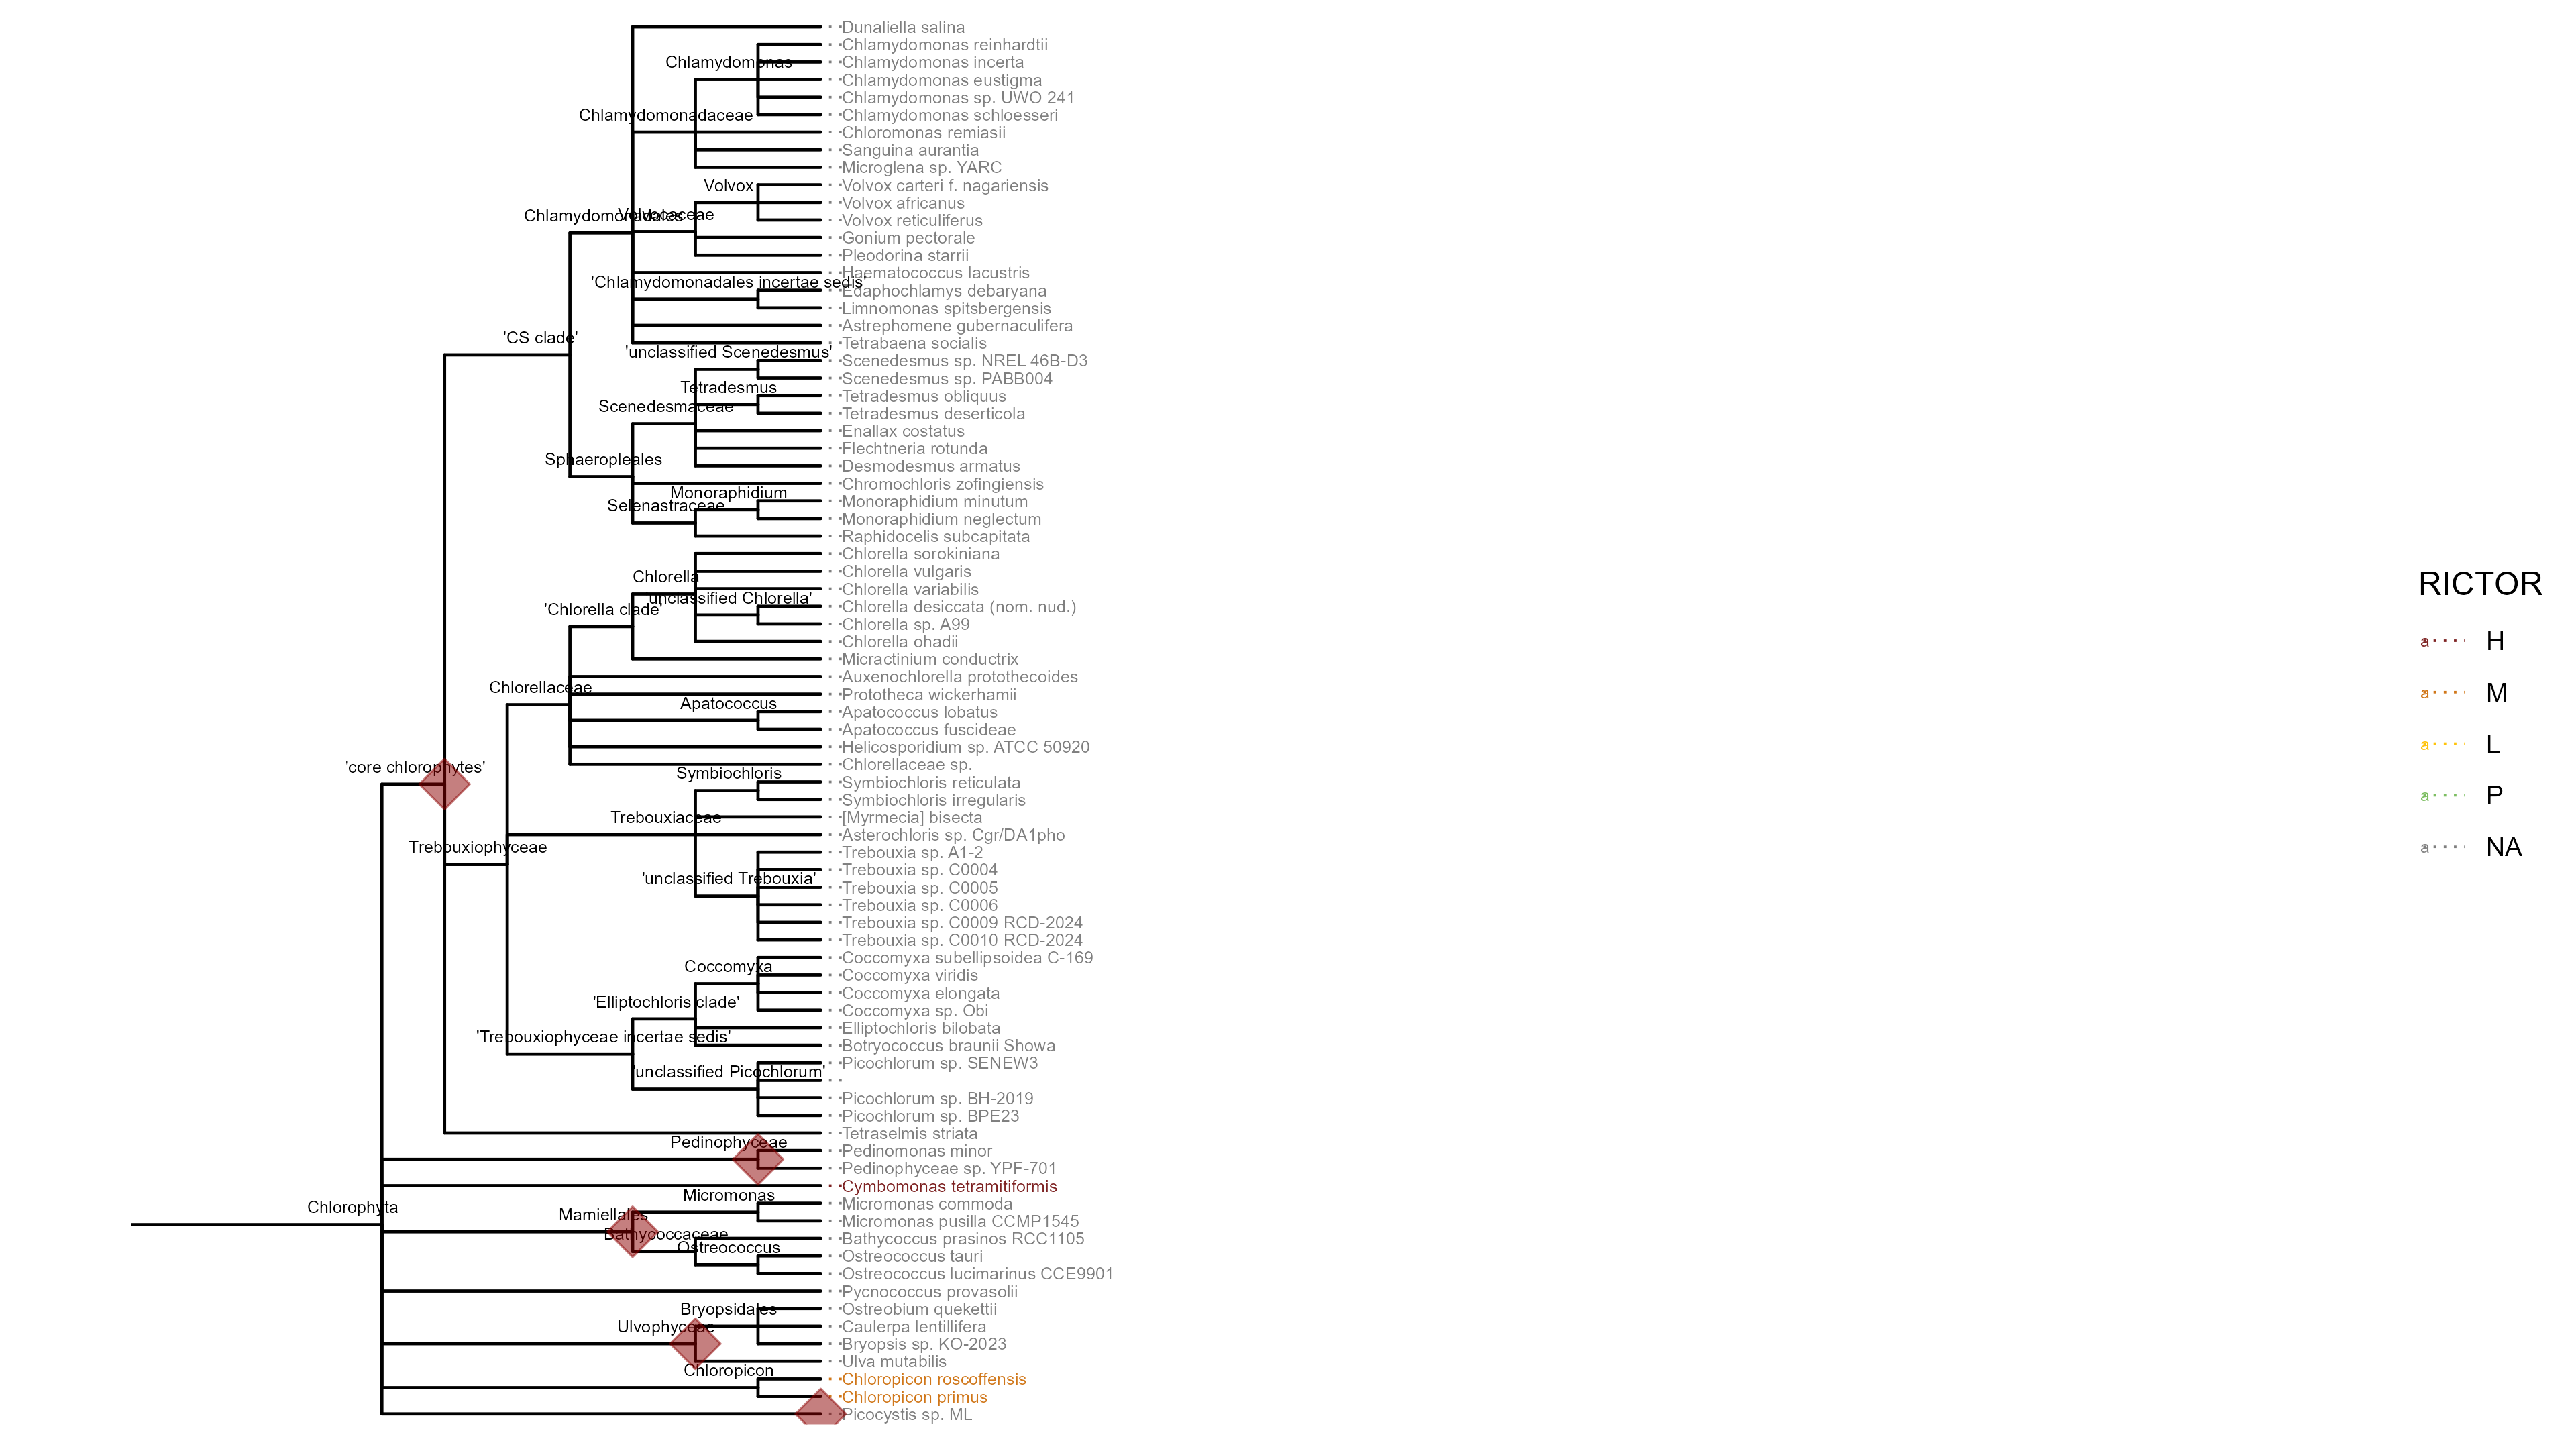 Dunaliella salina
Chlamydomonas reinhardtii
Chlamydomonas
Chlamydomonas incerta
Chlamydomonas eustigma
Chlamydomonas sp. UWO 241
Chlamydomonadaceae
Chlamydomonas schloesseri
Chloromonas remiasii
Sanguina aurantia
Microglena sp. YARC
Volvox
Volvox carteri f. nagariensis
Volvox africanus
Chlamydomonadales
Volvocaceae
Volvox reticuliferus
Gonium pectorale
Pleodorina starrii
Haematococcus lacustris
'Chlamydomonadales incertae sedis'
Edaphochlamys debaryana
Limnomonas spitsbergensis
Astrephomene gubernaculifera
'CS clade'
Tetrabaena socialis
'unclassified Scenedesmus'
Scenedesmus sp. NREL 46B-D3
Scenedesmus sp. PABB004
Tetradesmus
Tetradesmus obliquus
Scenedesmaceae
Tetradesmus deserticola
Enallax costatus
Flechtneria rotunda
Sphaeropleales
Desmodesmus armatus
Chromochloris zofingiensis
Monoraphidium
Monoraphidium minutum
Selenastraceae
Monoraphidium neglectum
Raphidocelis subcapitata
Chlorella sorokiniana
Chlorella
Chlorella vulgaris
Chlorella variabilis
'unclassified Chlorella'
'Chlorella clade'
Chlorella desiccata (nom. nud.)
Chlorella sp. A99
Chlorella ohadii
Micractinium conductrix
Auxenochlorella protothecoides
Chlorellaceae
Prototheca wickerhamii
Apatococcus
Apatococcus lobatus
Apatococcus fuscideae
Helicosporidium sp. ATCC 50920
'core chlorophytes'
Chlorellaceae sp.
Symbiochloris
Symbiochloris reticulata
Symbiochloris irregularis
Trebouxiaceae
[Myrmecia] bisecta
Asterochloris sp. Cgr/DA1pho
Trebouxiophyceae
Trebouxia sp. A1-2
Trebouxia sp. C0004
'unclassified Trebouxia'
Trebouxia sp. C0005
Trebouxia sp. C0006
Trebouxia sp. C0009 RCD-2024
Trebouxia sp. C0010 RCD-2024
Coccomyxa subellipsoidea C-169
Coccomyxa
Coccomyxa viridis
Coccomyxa elongata
'Elliptochloris clade'
Coccomyxa sp. Obi
Elliptochloris bilobata
'Trebouxiophyceae incertae sedis'
Botryococcus braunii Showa
Picochlorum sp. SENEW3
'unclassified Picochlorum'
Picochlorum sp. BH-2019
Picochlorum sp. BPE23
Tetraselmis striata
Pedinophyceae
Pedinomonas minor
Pedinophyceae sp. YPF-701
Cymbomonas tetramitiformis
Micromonas
Micromonas commoda
Chlorophyta
Mamiellales
Micromonas pusilla CCMP1545
Bathycoccaceae
Bathycoccus prasinos RCC1105
Ostreococcus
Ostreococcus tauri
Ostreococcus lucimarinus CCE9901
Pycnococcus provasolii
Bryopsidales
Ostreobium quekettii
Ulvophyceae
Caulerpa lentillifera
Bryopsis sp. KO-2023
Ulva mutabilis
Chloropicon
Chloropicon roscoffensis
Chloropicon primus
Picocystis sp. ML
RICTOR
a H
a M
a L
a P
a NA